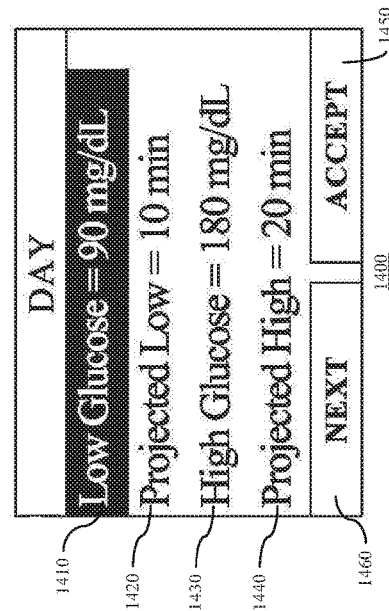 DAY
1410 Low Glucose = 90 mg/dL
1420 Projected Low = 10 min
1430 High Glucose = 180 mg/dL
1440 Projected High = 20 min
1460 NEXT ACCEPT 1450
1400